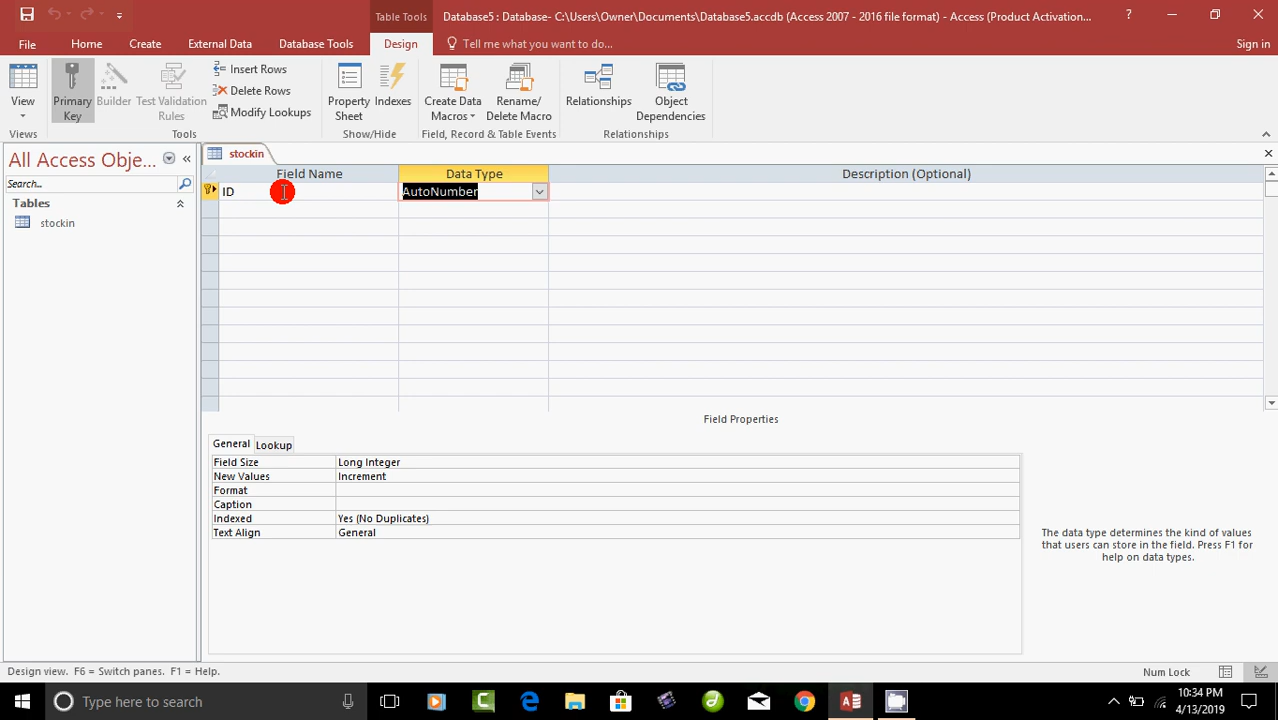 Table Tools
Database5 : Database- C:\Users\Owner\Documents\Database5.accdb (Access 2007 - 2016 file format) - Access (Product Activation...
?
File
Home
Create
External Data
Database Tools
Design
Tell me what you want to do...
Sign in
View
Primary Key
Builder
Test Validation Rules
Insert Rows
Delete Rows
Modify Lookups
Property Sheet
Indexes
Create Data Macros
Rename/ Delete Macro
Relationships
Object Dependencies
Views
Tools
Show/Hide
Field, Record & Table Events
Relationships
All Access Obje...
Search...
Tables
stockin
stockin
Field Name
Data Type
Description (Optional)
ID
AutoNumber
Field Properties
General
Lookup
Field Size
Long Integer
New Values
Increment
Format
Caption
Indexed
Yes (No Duplicates)
Text Align
General
The data type determines the kind of values
that users can store in the field. Press F1 for
help on data types.
Design view. F6 = Switch panes. F1 = Help.
Num Lock
Type here to search
10:34 PM
4/13/2019